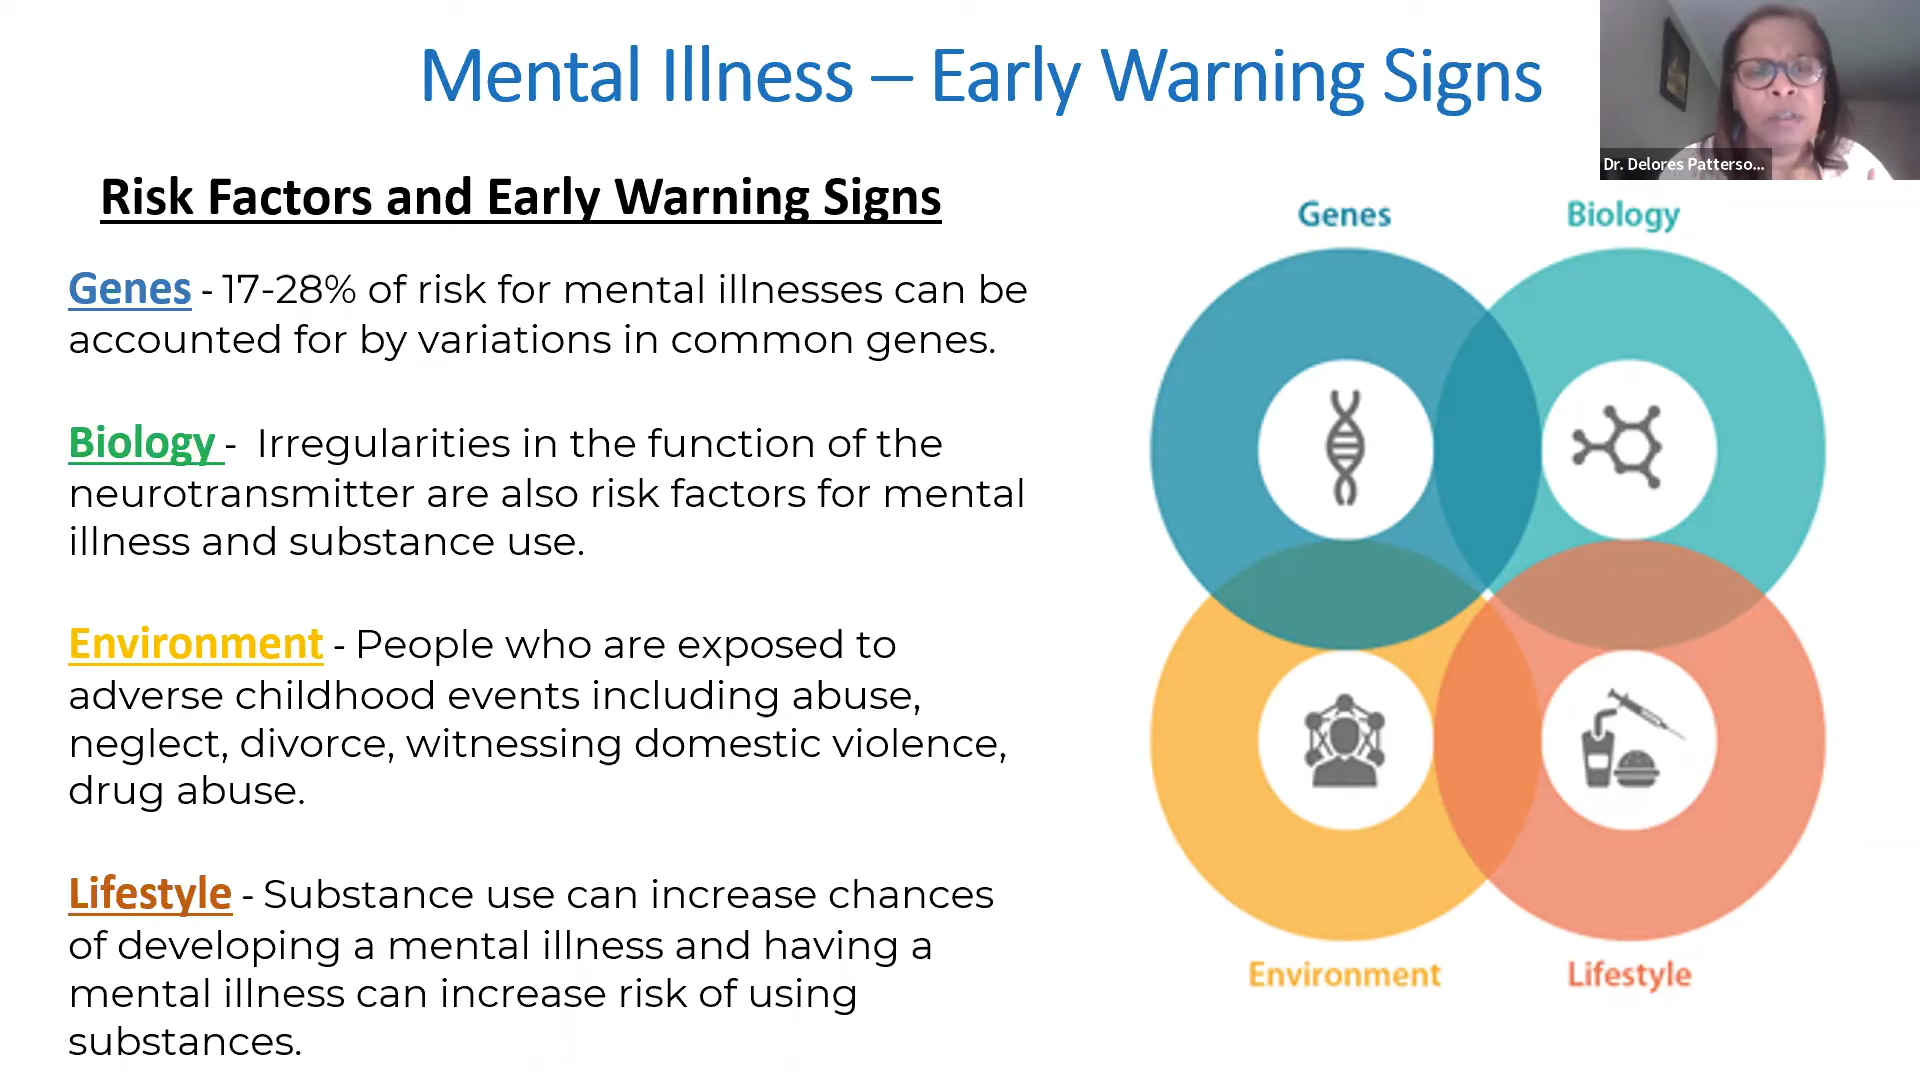 Mental Illness – Early Warning Signs
Dr. Delores Patterso...
Risk Factors and Early Warning Signs
Genes - 17-28% of risk for mental illnesses can be
accounted for by variations in common genes.
Biology - Irregularities in the function of the
neurotransmitter are also risk factors for mental
illness and substance use.
Environment - People who are exposed to
adverse childhood events including abuse,
neglect, divorce, witnessing domestic violence,
drug abuse.
Lifestyle - Substance use can increase chances
of developing a mental illness and having a
mental illness can increase risk of using
substances.
Genes
Biology
Environment
Lifestyle